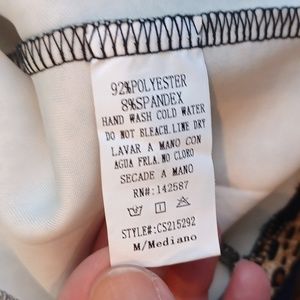 92%POLYESTER
8%SPANDEX
HAND WASH COLD WATER
DO NOT BLEACH.LINE DRY
LAVAR A MANO CON
AGUA FRLA.NO CLORO
SECADE A MANO
RN#:142587
STYLE#:CS215292
M/Mediano